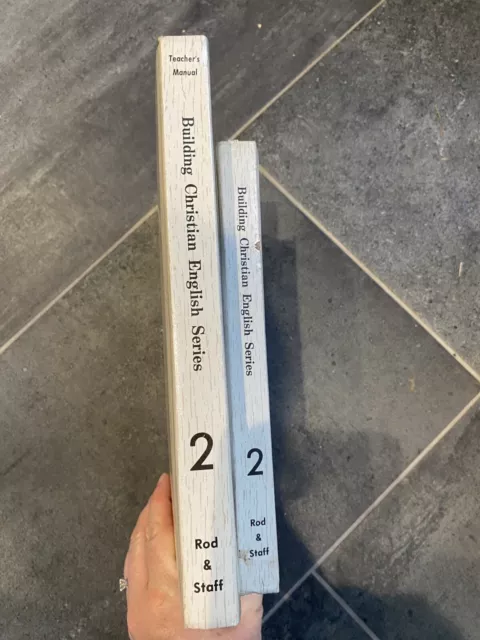 Teacher's
Manual
Building Christian English Series
2
Rod
&
Staff
Building Christian English Series
2
Rod
&
Staff